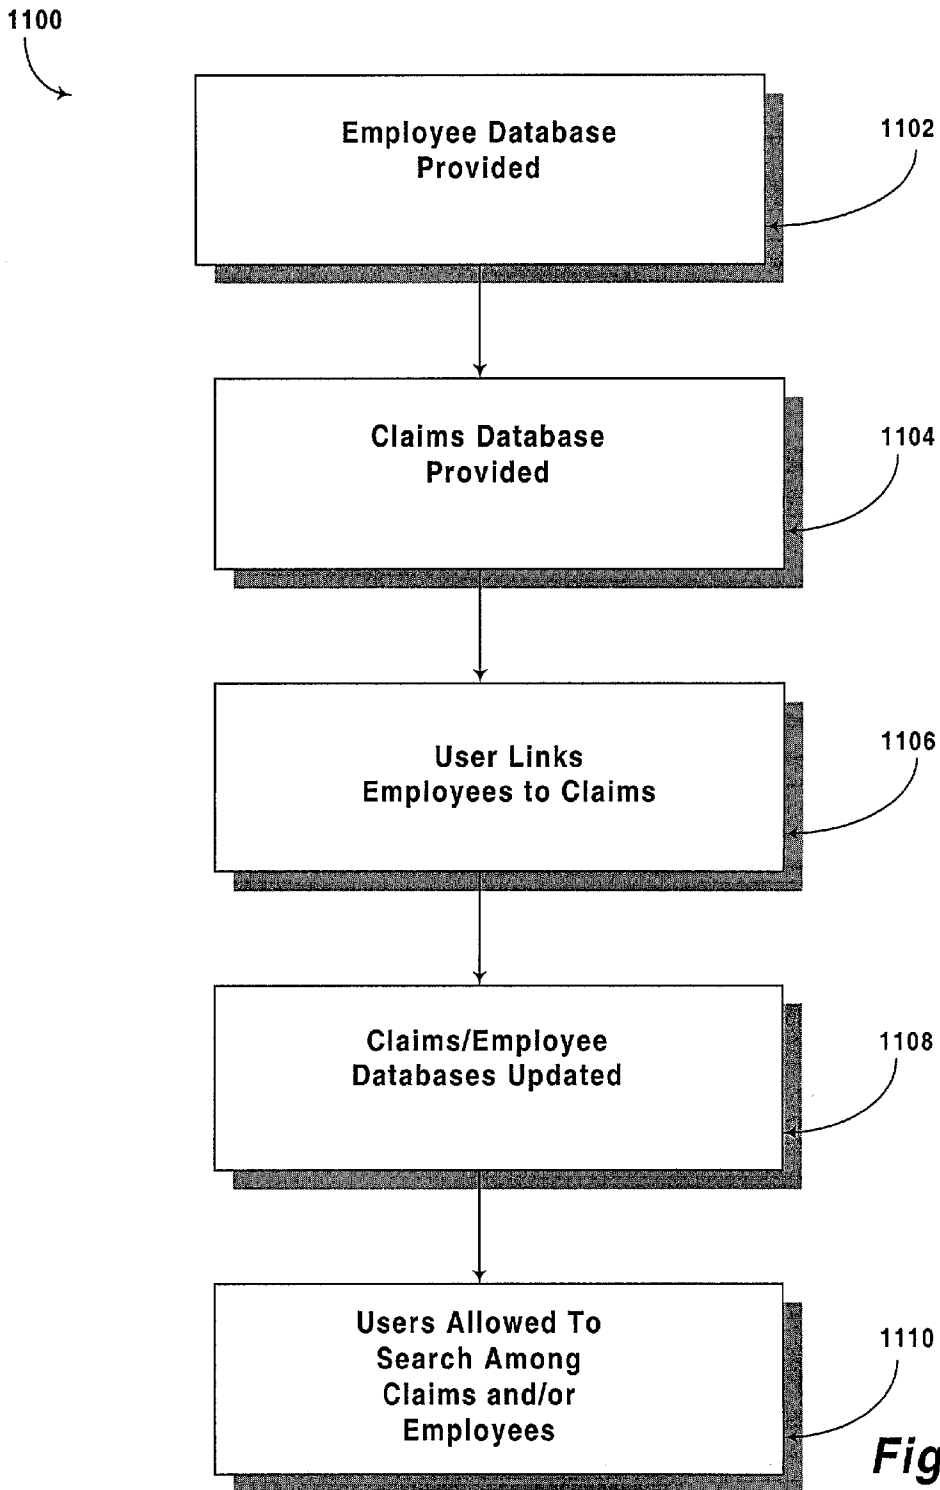 1100
Employee Database
Provided
1102
Claims Database
Provided
1104
User Links
Employees to Claims
1106
Claims/Employee
Databases Updated
1108
Users Allowed To
Search Among
Claims and/or
Employees
1110
Fig